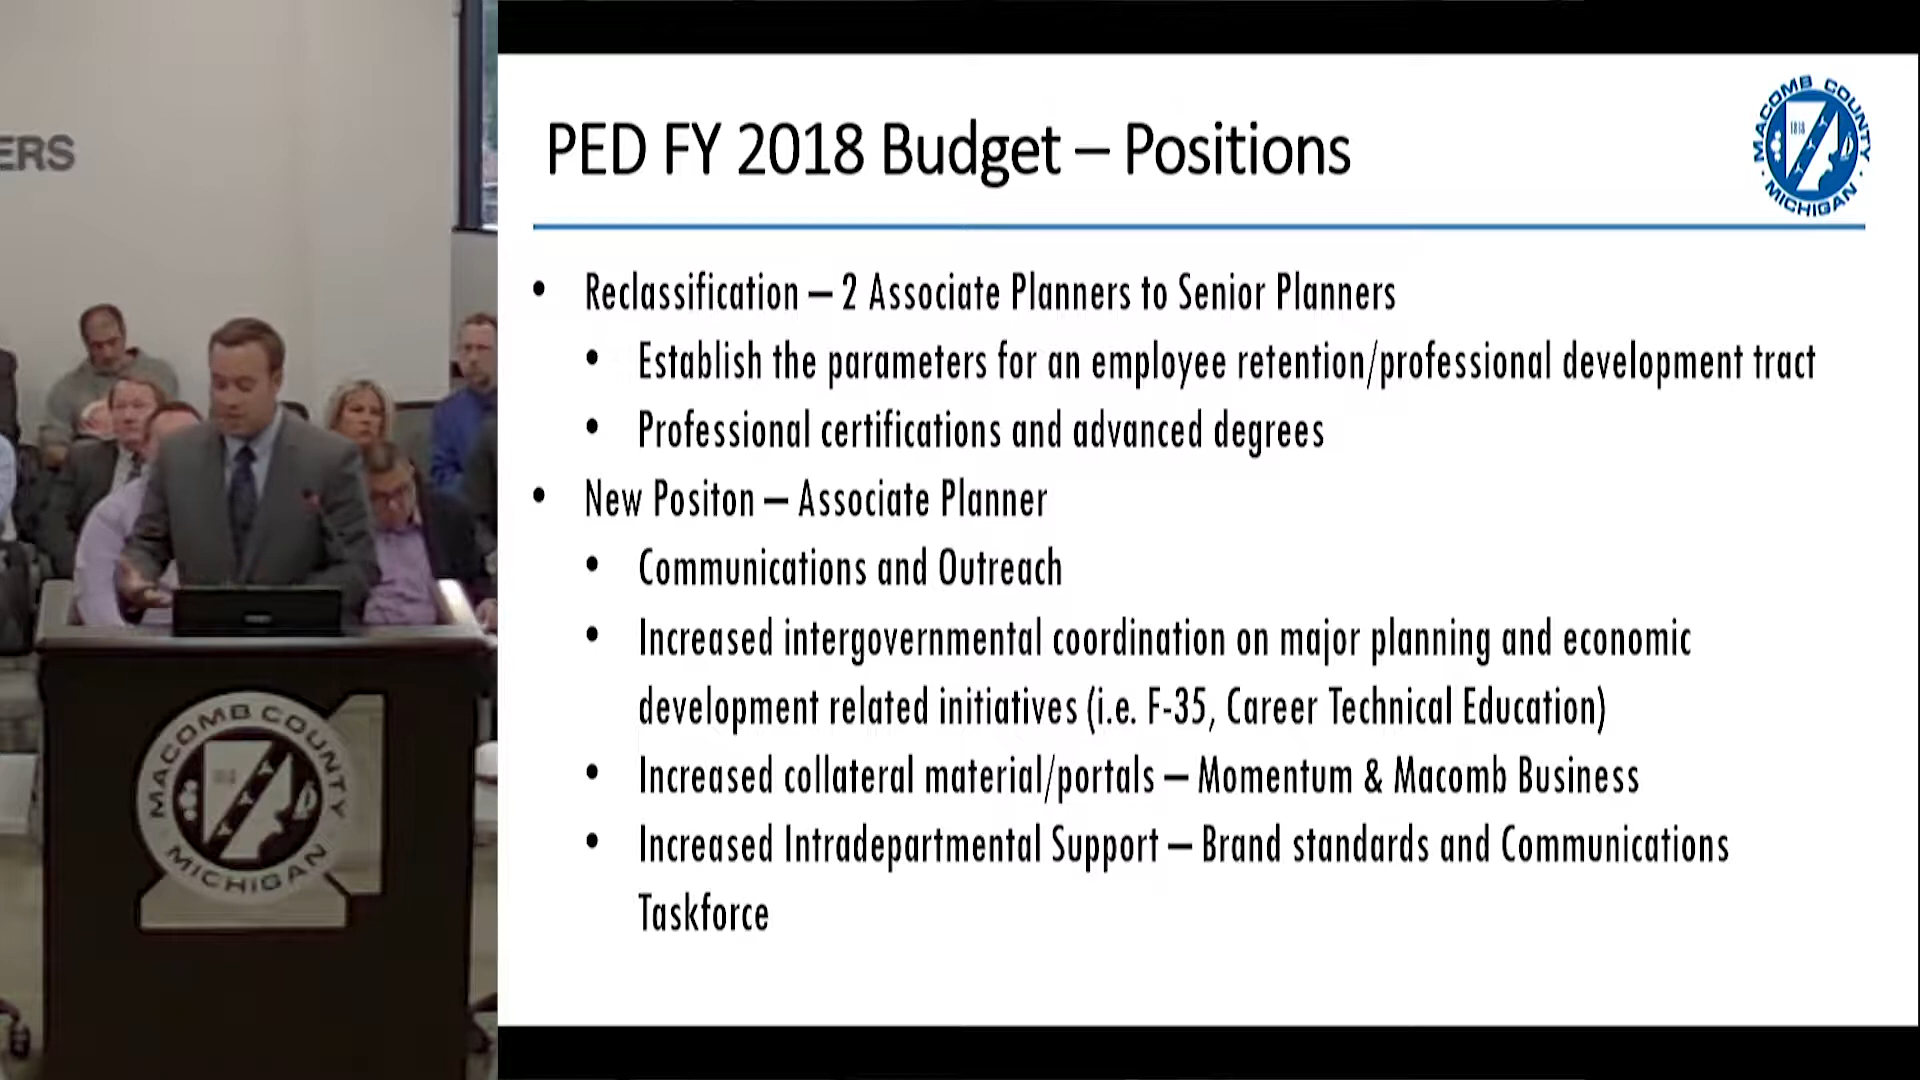 ERS
PED FY 2018 Budget – Positions
MACOMB COUNTY
1818
MICHIGAN
• Reclassification – 2 Associate Planners to Senior Planners
• Establish the parameters for an employee retention/professional development tract
• Professional certifications and advanced degrees
• New Positon – Associate Planner
• Communications and Outreach
• Increased intergovernmental coordination on major planning and economic
development related initiatives (i.e. F-35, Career Technical Education)
• Increased collateral material/portals – Momentum & Macomb Business
• Increased Intradepartmental Support – Brand standards and Communications
Taskforce
MACOMB COUNTY
1818
MICHIGAN